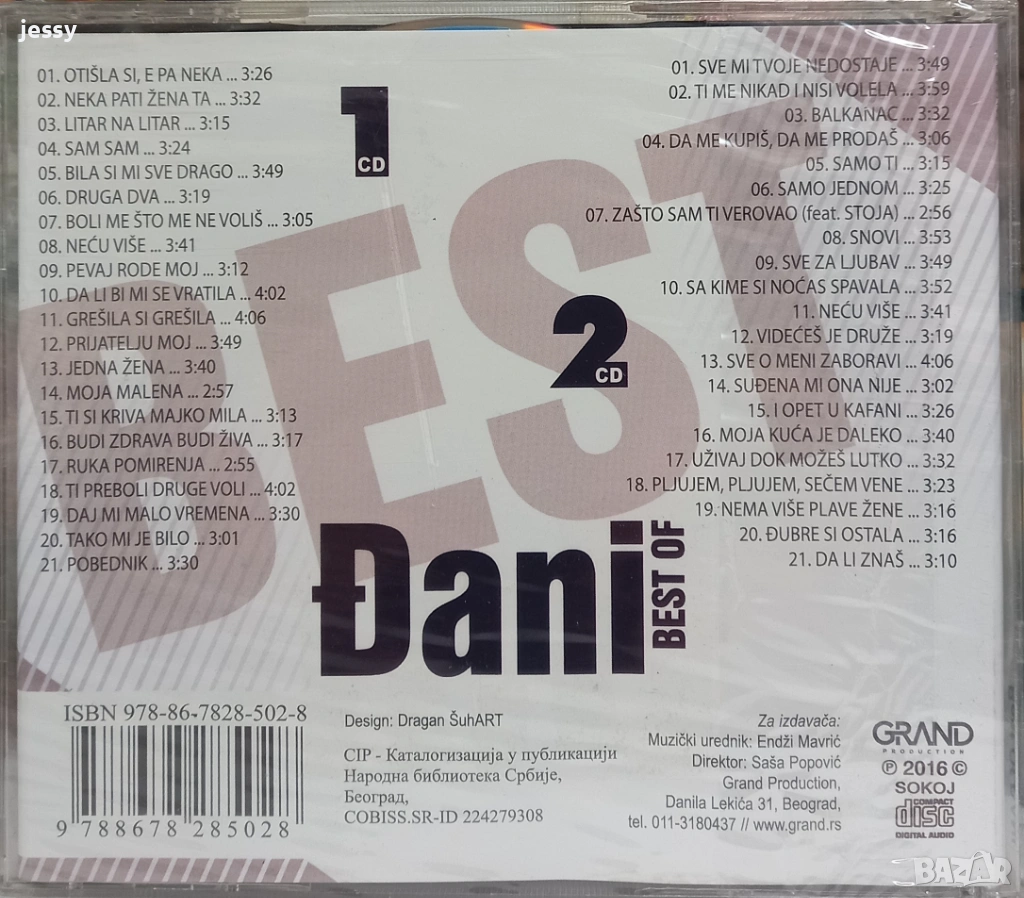 jessy
01. OTIŠLA SI, E PA NEKA ... 3:26
02. NEKA PATI ŽENA TA ... 3:32
03. LITAR NA LITAR ... 3:15
04. SAM SAM ... 3:24
05. BILA SI MI SVE DRAGO ... 3:49
06. DRUGA DVA ... 3:19
07. BOLI ME ŠTO ME NE VOLIŠ ... 3:05
08. NEĆU VIŠE ... 3:41
09. PEVAJ RODE MOJ ... 3:12
10. DA LI BI MI SE VRATILA ... 4:02
11. GREŠILA SI GREŠILA ... 4:06
12. PRIJATELJU MOJ ... 3:49
13. JEDNA ŽENA ... 3:40
14. MOJA MALENA ... 2:57
15. TI SI KRIVA MAJKO MILA ... 3:13
16. BUDI ZDRAVA BUDI ŽIVA ... 3:17
17. RUKA POMIRENJA ... 2:55
18. TI PREBOLI DRUGE VOLI ... 4:02
19. DAJ MI MALO VREMENA ... 3:30
20. TAKO MI JE BILO ... 3:01
21. POBEDNIK ... 3:30
1 CD
01. SVE MI TVOJE NEDOSTAJE ... 3:49
02. TI ME NIKAD I NISI VOLELA ... 3:59
03. BALKANAC ... 3:32
04. DA ME KUPIŠ, DA ME PRODAŠ ... 3:06
05. SAMO TI ... 3:15
06. SAMO JEDNOM ... 3:25
07. ZAŠTO SAM TI VEROVAO (feat. STOJA) ... 2:56
08. SNOVI ... 3:53
09. SVE ZA LJUBAV ... 3:49
10. SA KIME SI NOĆAS SPAVALA ... 3:52
11. NEĆU VIŠE ... 3:41
12. VIDEĆEŠ JE DRUŽE ... 3:19
13. SVE O MENI ZABORAVI ... 4:06
14. SUĐENA MI ONA NIJE ... 3:02
15. I OPET U KAFANI ... 3:26
16. MOJA KUĆA JE DALEKO ... 3:40
17. UŽIVAJ DOK MOŽEŠ LUTKO ... 3:32
18. PLJUJEM, PLJUJEM, SEČEM VENE ... 3:23
19. NEMA VIŠE PLAVE ŽENE ... 3:16
20. ĐUBRE SI OSTALA ... 3:16
21. DA LI ZNAŠ ... 3:10
2 CD
BEST
Đani
BEST OF
ISBN 978-86-7828-502-8
9 788678 285028
Design: Dragan ŠuhART
CIP - Каталогизација у публикацији
Народна библиотека Србије,
Београд,
COBISS.SR-ID 224279308
Za izdavača:
Muzički urednik: Endži Mavrić
Direktor: Saša Popović
Grand Production,
Danila Lekića 31, Beograd,
tel. 011-3180437 // www.grand.rs
GRAND
PRODUCTION
℗ 2016 ©
SOKOJ
COMPACT
disc
DIGITAL AUDIO
BAZAR